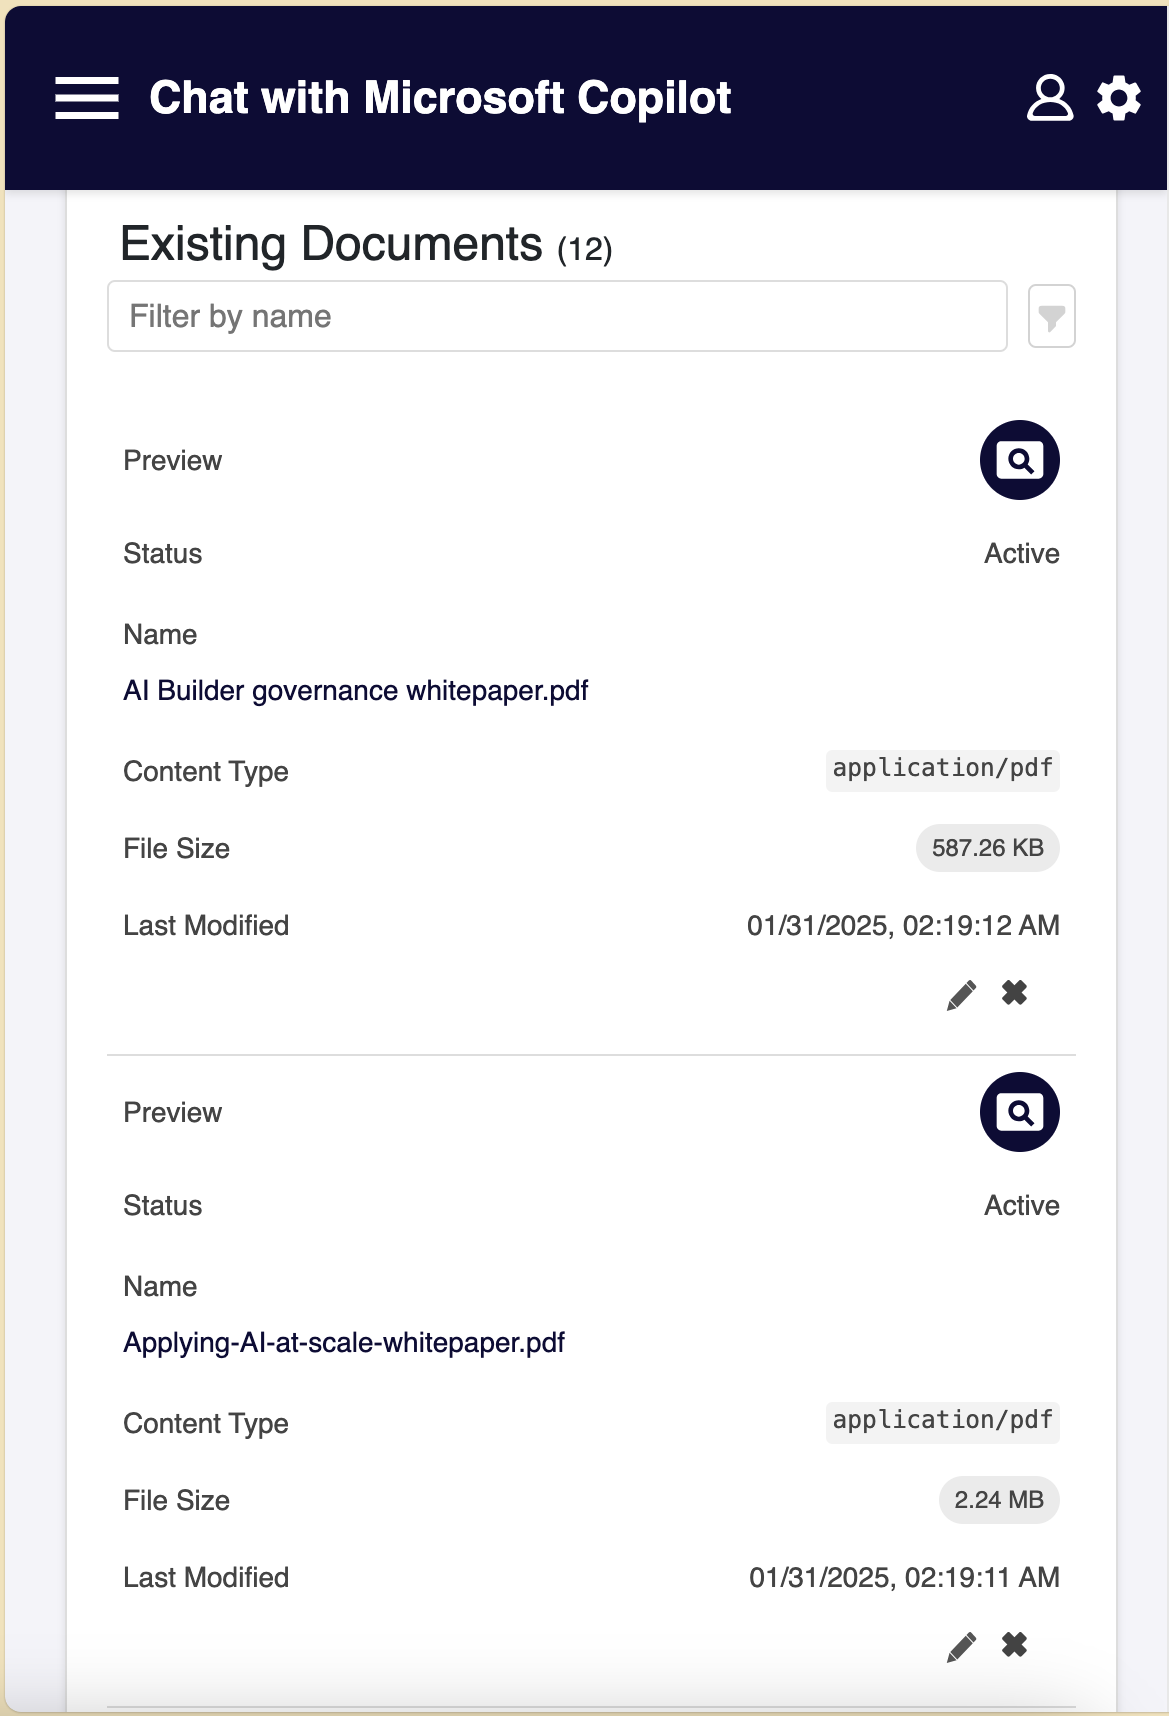 Chat with Microsoft Copilot
Existing Documents (12)
Filter by name
Preview
Status Active
Name
AI Builder governance whitepaper.pdf
Content Type application/pdf
File Size 587.26 KB
Last Modified 01/31/2025, 02:19:12 AM
Preview
Status Active
Name
Applying-AI-at-scale-whitepaper.pdf
Content Type application/pdf
File Size 2.24 MB
Last Modified 01/31/2025, 02:19:11 AM